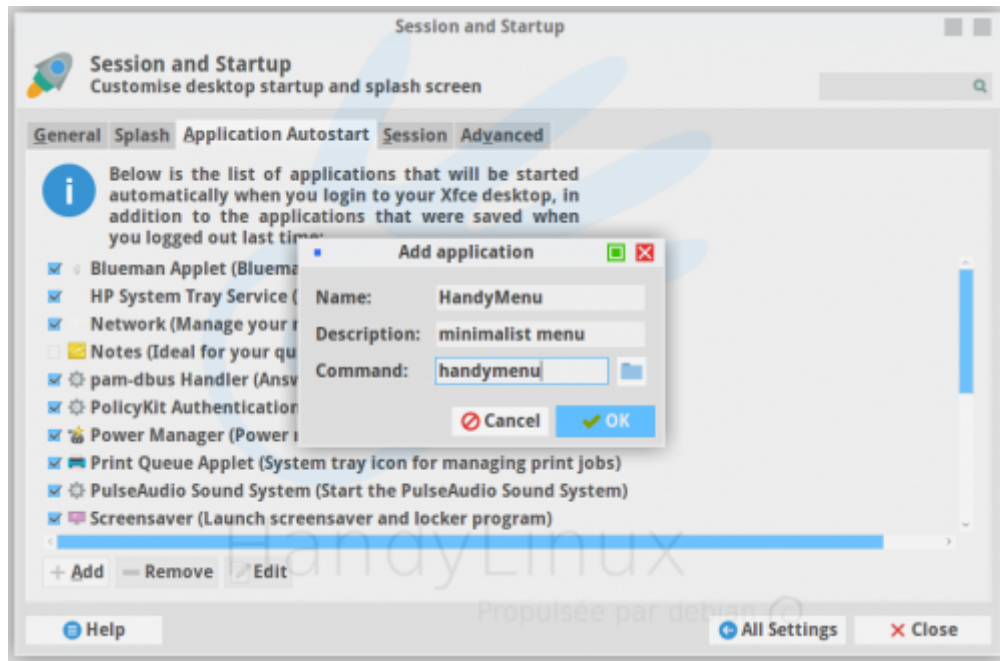 Session and Startup
Session and Startup
Customise desktop startup and splash screen
General Splash Application Autostart Session Advanced
Below is the list of applications that will be started
automatically when you login to your Xfce desktop, in
addition to the applications that were saved when
you logged out last time:
Add application
Name: HandyMenu
Description: minimalist menu
Command: handymenu
Cancel OK
Blueman Applet (Bluema
HP System Tray Service (
Network (Manage your
Notes (Ideal for your qu
pam-dbus Handler (Answ
PolicyKit Authentication
Power Manager (Power
Print Queue Applet (System tray icon for managing print jobs)
PulseAudio Sound System (Start the PulseAudio Sound System)
Screensaver (Launch screensaver and locker program)
HandyLinux
Add Remove Edit
Propulsée par debian
Help All Settings Close